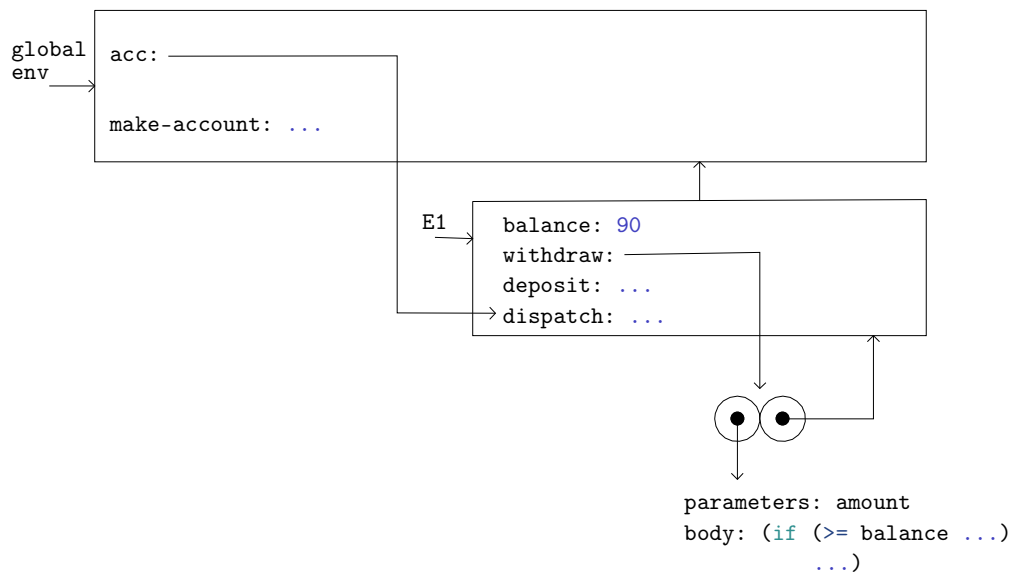 global
env
acc:
make-account: ...
E1
balance: 90
withdraw:
deposit: ...
dispatch: ...
parameters: amount
body: (if (>= balance ...)
...)